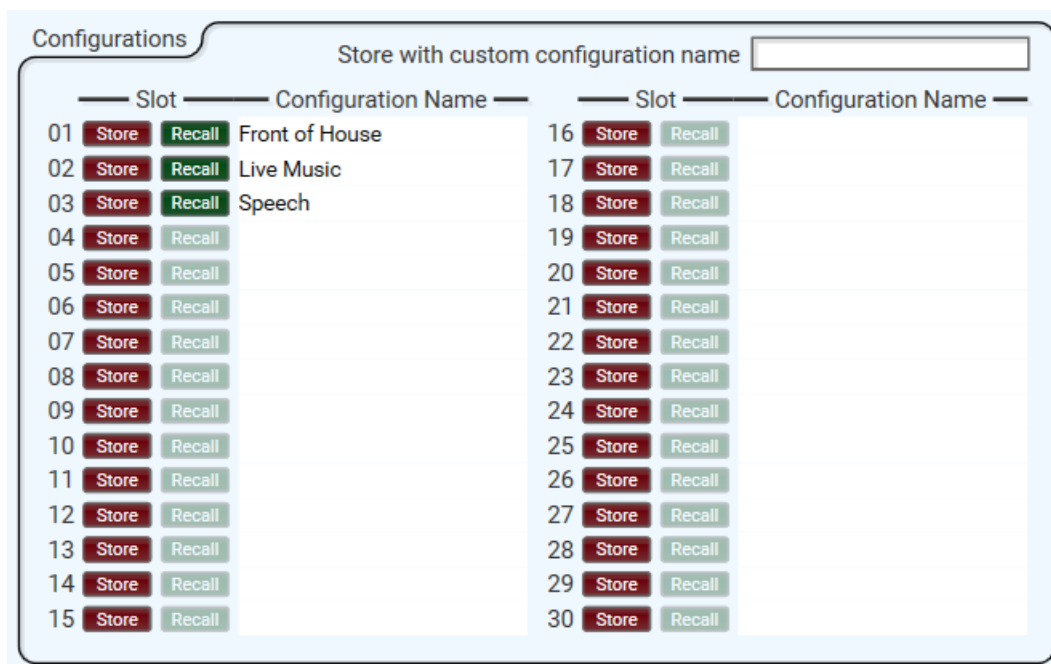 Configurations
Store with custom configuration name
Slot Configuration Name Slot Configuration Name
01 Store Recall Front of House 16 Store Recall
02 Store Recall Live Music 17 Store Recall
03 Store Recall Speech 18 Store Recall
04 Store Recall 19 Store Recall
05 Store Recall 20 Store Recall
06 Store Recall 21 Store Recall
07 Store Recall 22 Store Recall
08 Store Recall 23 Store Recall
09 Store Recall 24 Store Recall
10 Store Recall 25 Store Recall
11 Store Recall 26 Store Recall
12 Store Recall 27 Store Recall
13 Store Recall 28 Store Recall
14 Store Recall 29 Store Recall
15 Store Recall 30 Store Recall